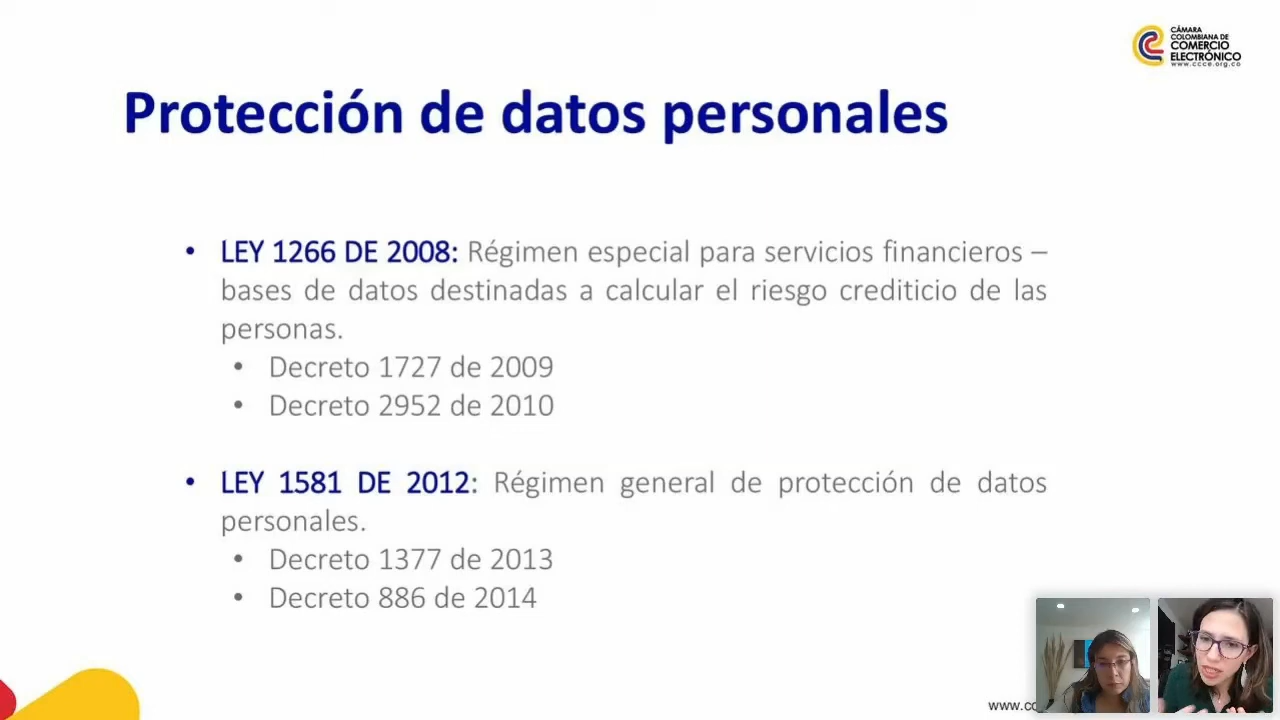 CÁMARA
COLOMBIANA DE
COMERCIO
ELECTRÓNICO
www.ccce.org.co
Protección de datos personales
• LEY 1266 DE 2008: Régimen especial para servicios financieros –
bases de datos destinadas a calcular el riesgo crediticio de las
personas.
• Decreto 1727 de 2009
• Decreto 2952 de 2010
• LEY 1581 DE 2012: Régimen general de protección de datos
personales.
• Decreto 1377 de 2013
• Decreto 886 de 2014